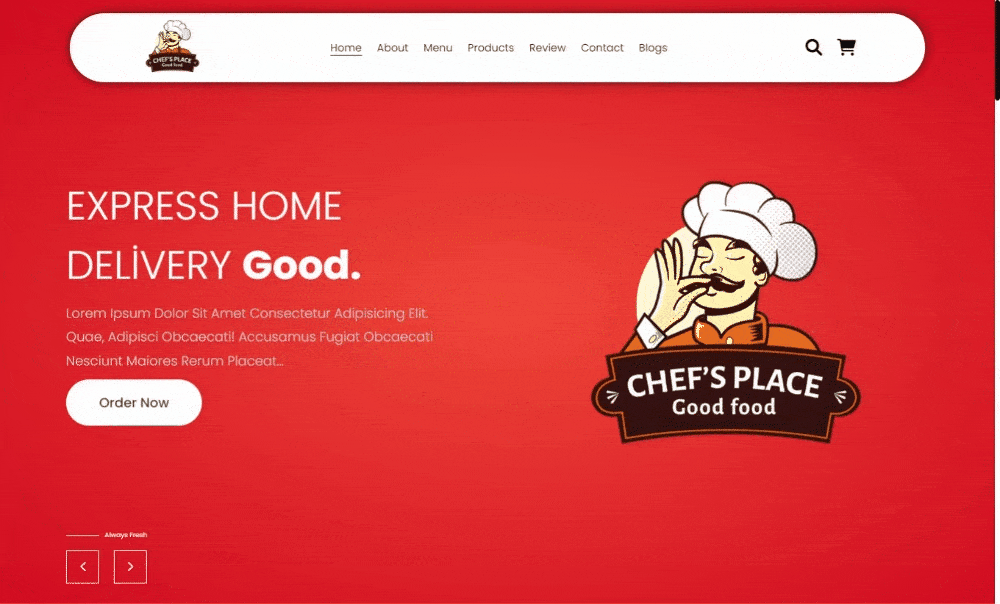 CHEF'S PLACE
Good food
Home About Menu Products Review Contact Blogs
EXPRESS HOME
DELİVERY Good.
Lorem Ipsum Dolor Sit Amet Consectetur Adipisicing Elit.
Quae, Adipisci Obcaecati! Accusamus Fugiat Obcaecati
Nesciunt Maiores Rerum Placeat...
Order Now
CHEF'S PLACE
Good food
Always Fresh